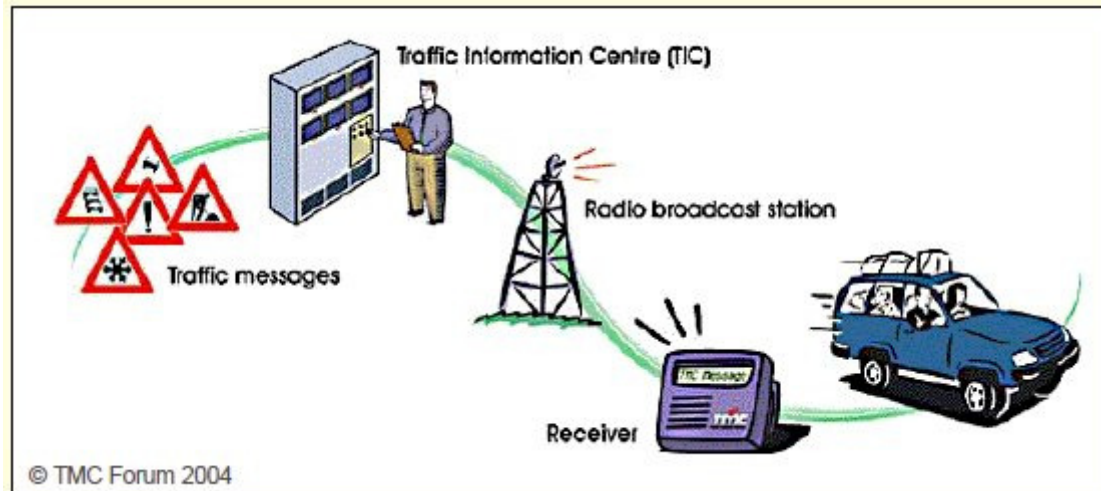 Traffic Information Centre (TIC)
Radio broadcast station
Traffic messages
TMC Message
TMC
Receiver
© TMC Forum 2004